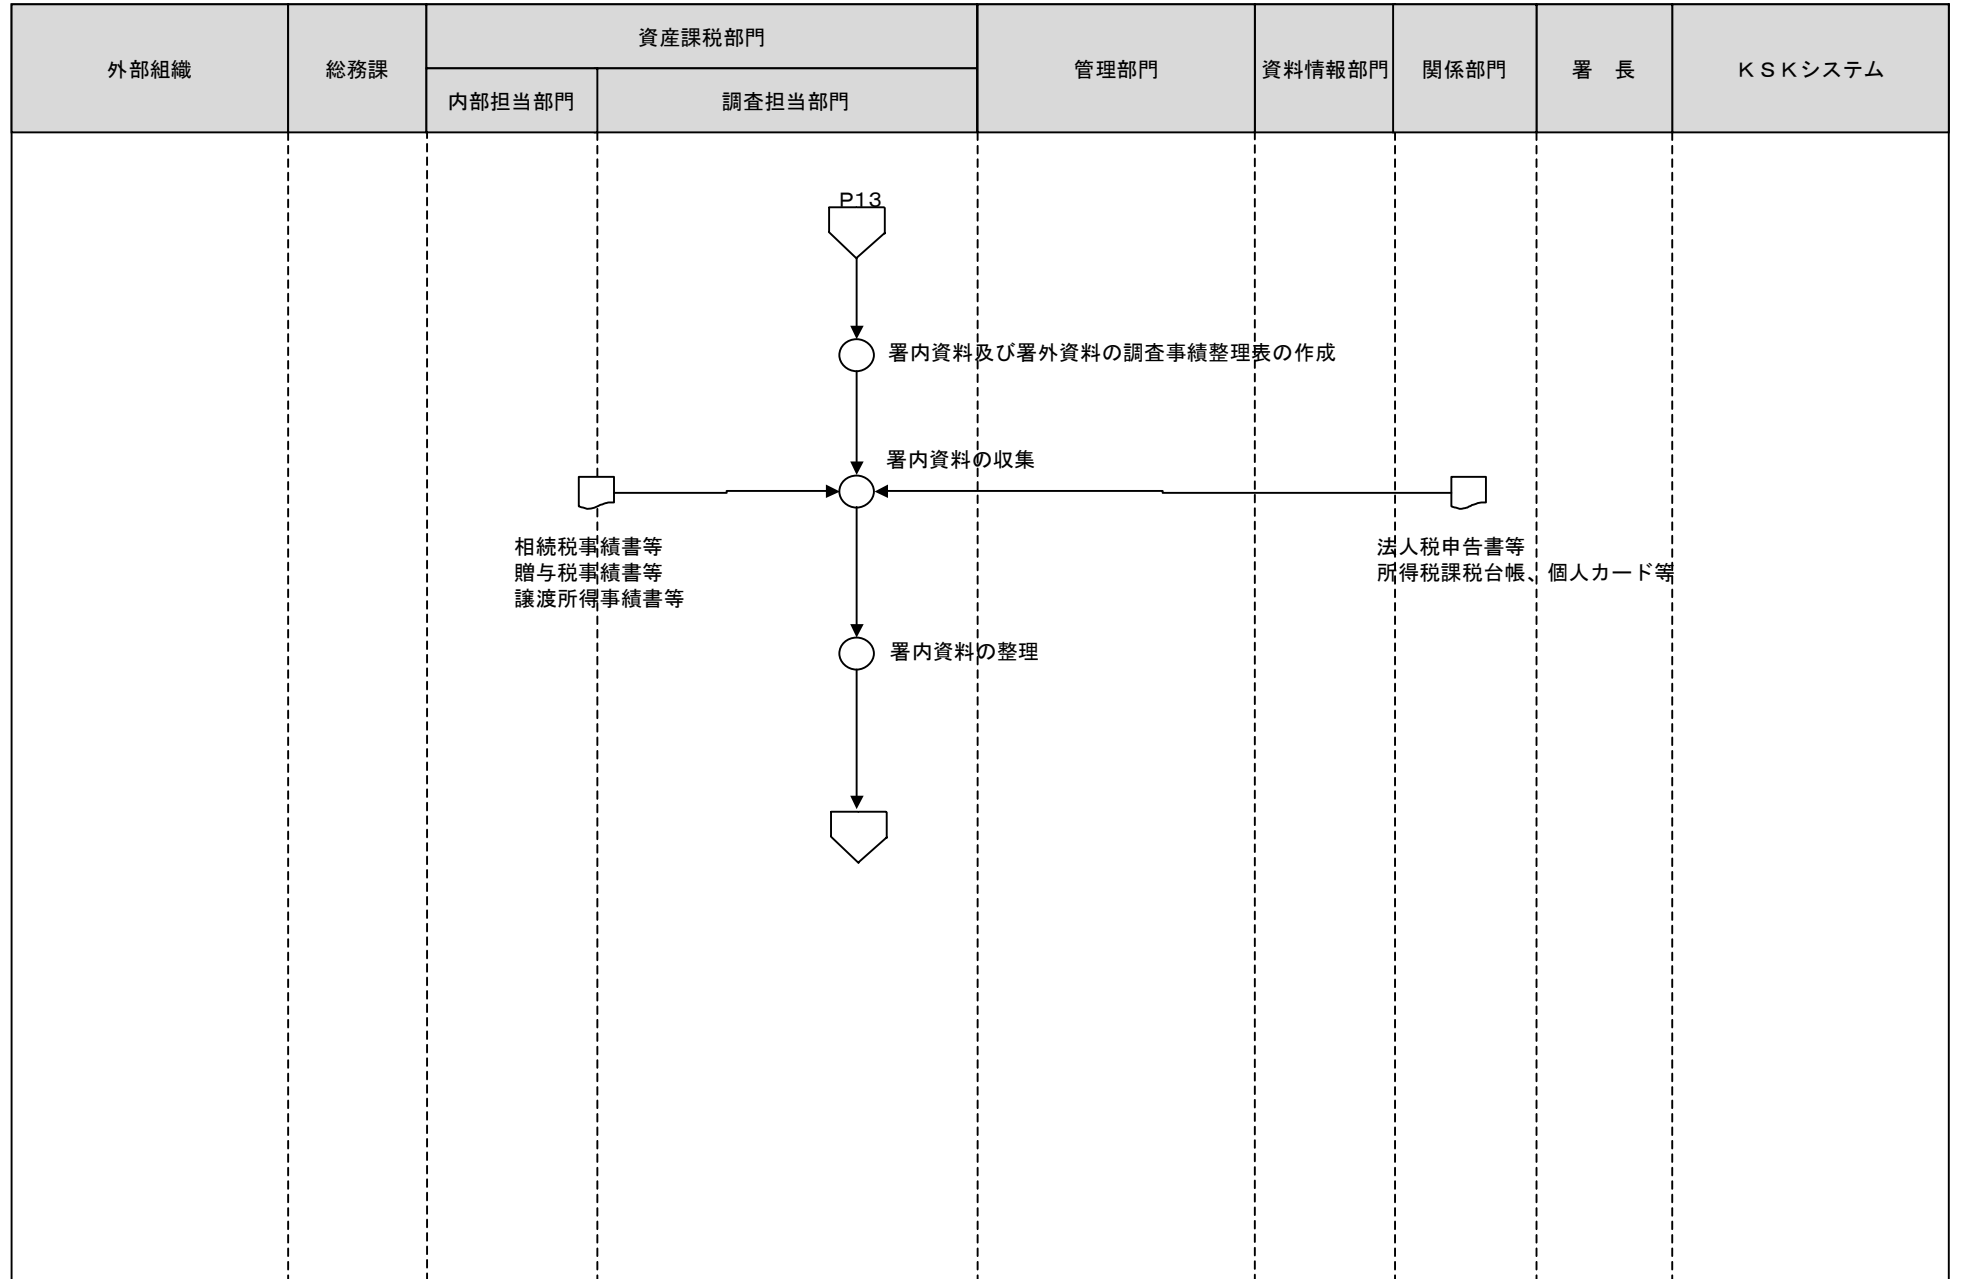 外部組織
総務課
資産課税部門
内部担当部門
調査担当部門
管理部門
資料情報部門
関係部門
署　長
ＫＳＫシステム
P13
署内資料及び署外資料の調査事績整理表の作成
署内資料の収集
相続税事績書等
贈与税事績書等
譲渡所得事績書等
法人税申告書等
所得税課税台帳、個人カード等
署内資料の整理